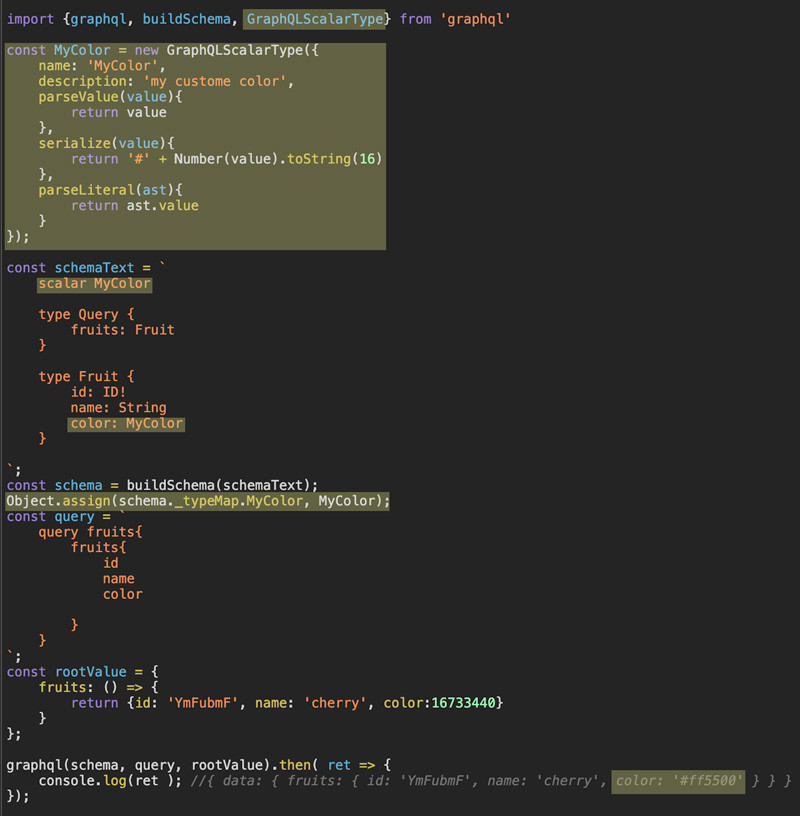 import {graphql, buildSchema, GraphQLScalarType} from 'graphql'
const MyColor = new GraphQLScalarType({
name: 'MyColor',
description: 'my custome color',
parseValue(value){
return value
},
serialize(value){
return '#' + Number(value).toString(16)
},
parseLiteral(ast){
return ast.value
}
});
const schemaText = `
scalar MyColor
type Query {
fruits: Fruit
}
type Fruit {
id: ID!
name: String
color: MyColor
}
`;
const schema = buildSchema(schemaText);
Object.assign(schema._typeMap.MyColor, MyColor);
const query = `
query fruits{
fruits{
id
name
color
}
}
`;
const rootValue = {
fruits: () => {
return {id: 'YmFubmF', name: 'cherry', color:16733440}
}
};
graphql(schema, query, rootValue).then( ret => {
console.log(ret ); //{ data: { fruits: { id: 'YmFubmF', name: 'cherry', color: '#ff5500' } } }
});